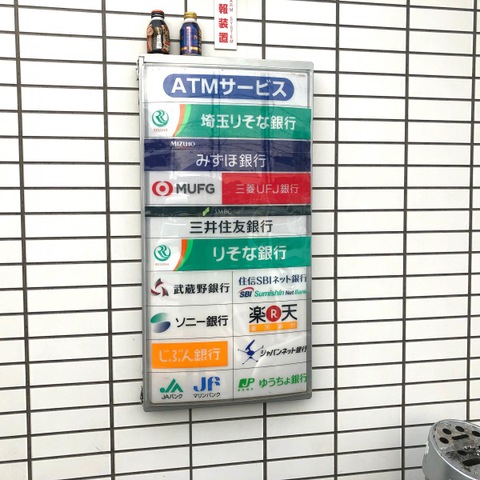 報装置
ALARM SYSTEM
ATMサービス
埼玉りそな銀行
MIZUHO
みずほ銀行
MUFG 三菱UFJ銀行
SMBC
三井住友銀行
りそな銀行
武蔵野銀行
住信SBIネット銀行
SBI Sumishin Net Bank
ソニー銀行
楽R天
じぶん銀行
ジャパンネット銀行
JA
JAバンク
JF
マリンバンク
JP
ゆうちょ銀行